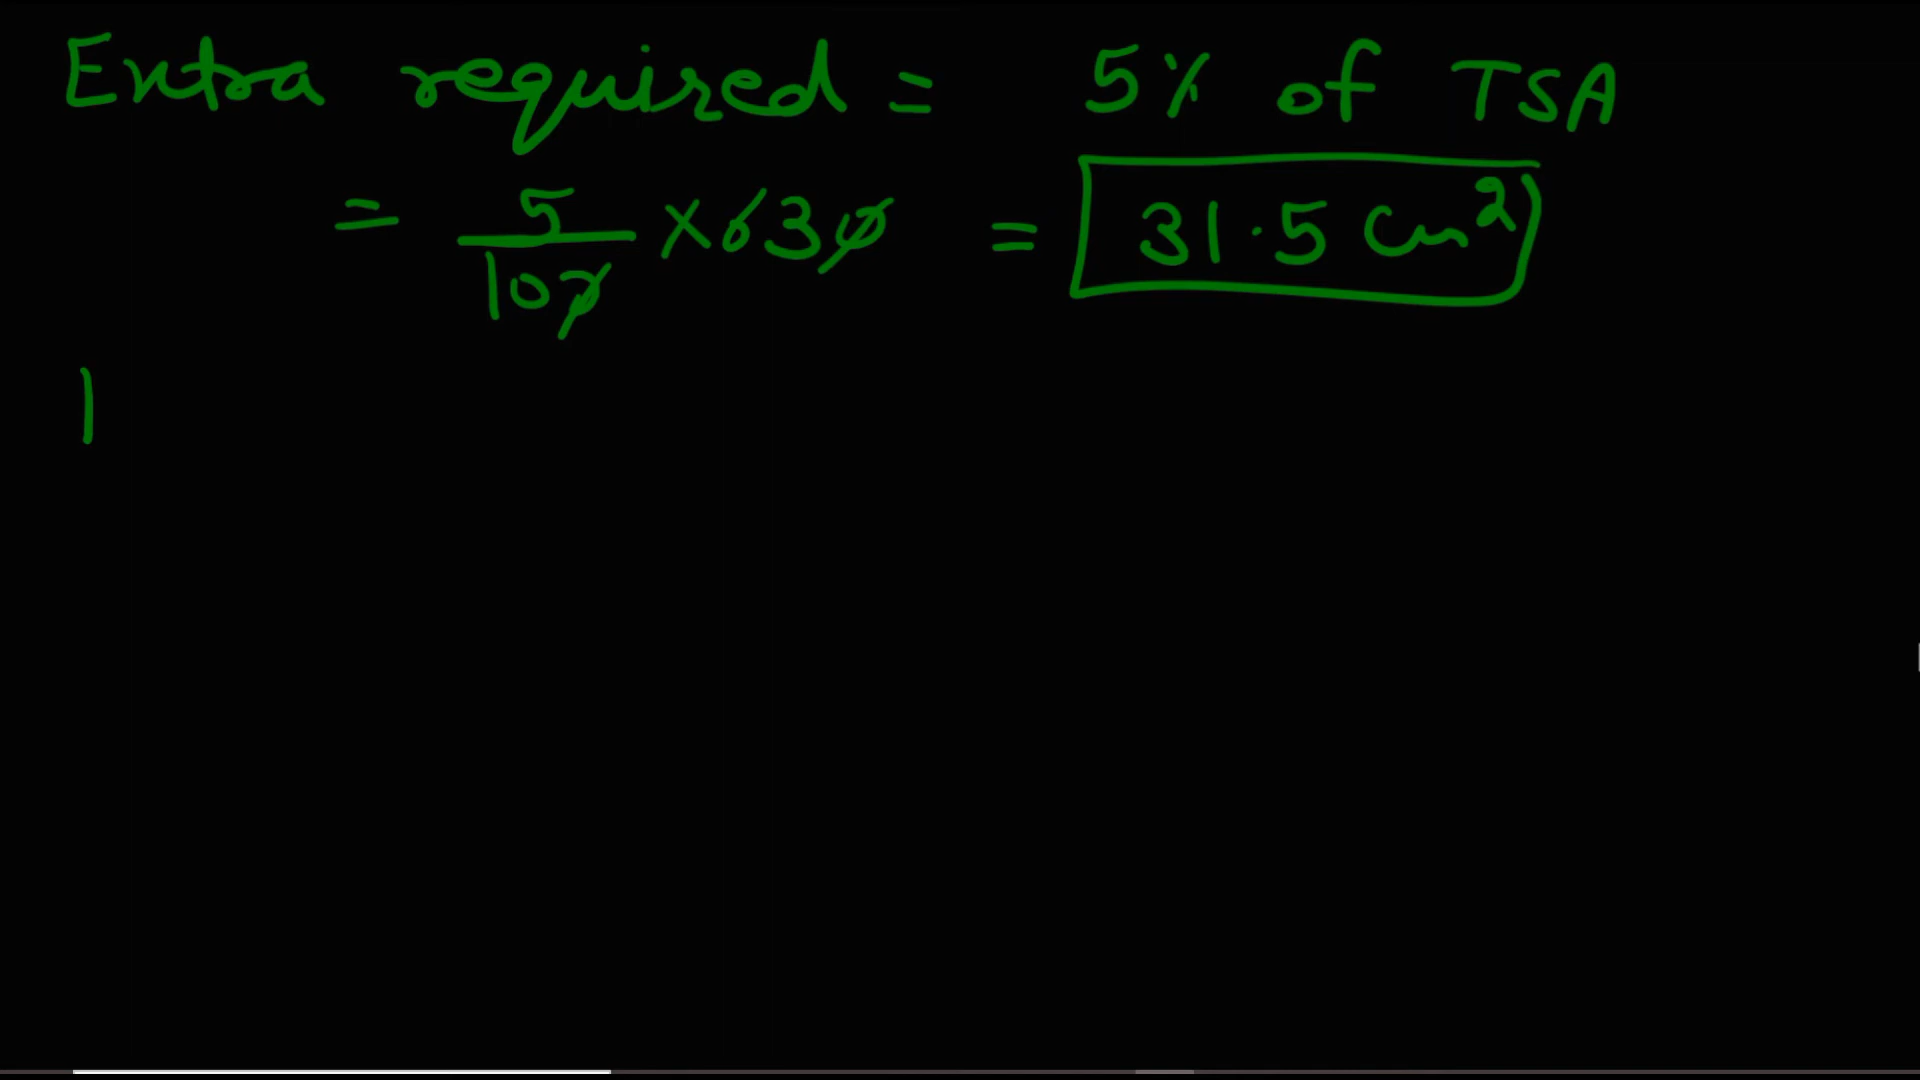 Extra required = 5% of TSA
= 5/100 × 630 = 31.5 cm²
|